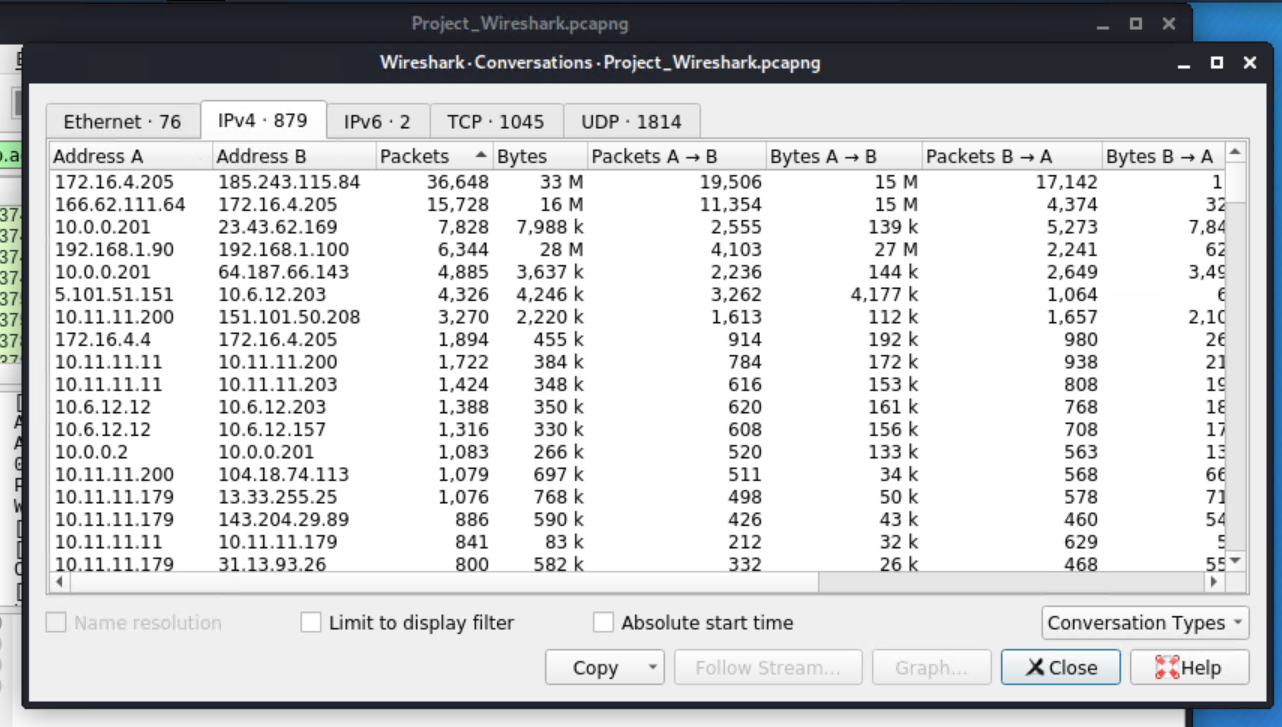 Project_Wireshark.pcapng
Wireshark · Conversations · Project_Wireshark.pcapng
Ethernet · 76 IPv4 · 879 IPv6 · 2 TCP · 1045 UDP · 1814
Address A Address B Packets Bytes Packets A → B Bytes A → B Packets B → A Bytes B → A
172.16.4.205 185.243.115.84 36,648 33 M 19,506 15 M 17,142 1
166.62.111.64 172.16.4.205 15,728 16 M 11,354 15 M 4,374 32
10.0.0.201 23.43.62.169 7,828 7,988 k 2,555 139 k 5,273 7,84
192.168.1.90 192.168.1.100 6,344 28 M 4,103 27 M 2,241 62
10.0.0.201 64.187.66.143 4,885 3,637 k 2,236 144 k 2,649 3,49
5.101.51.151 10.6.12.203 4,326 4,246 k 3,262 4,177 k 1,064 6
10.11.11.200 151.101.50.208 3,270 2,220 k 1,613 112 k 1,657 2,10
172.16.4.4 172.16.4.205 1,894 455 k 914 192 k 980 26
10.11.11.11 10.11.11.200 1,722 384 k 784 172 k 938 21
10.11.11.11 10.11.11.203 1,424 348 k 616 153 k 808 19
10.6.12.12 10.6.12.203 1,388 350 k 620 161 k 768 18
10.6.12.12 10.6.12.157 1,316 330 k 608 156 k 708 17
10.0.0.2 10.0.0.201 1,083 266 k 520 133 k 563 13
10.11.11.200 104.18.74.113 1,079 697 k 511 34 k 568 66
10.11.11.179 13.33.255.25 1,076 768 k 498 50 k 578 71
10.11.11.179 143.204.29.89 886 590 k 426 43 k 460 54
10.11.11.11 10.11.11.179 841 83 k 212 32 k 629 5
10.11.11.179 31.13.93.26 800 582 k 332 26 k 468 55
Name resolution Limit to display filter Absolute start time Conversation Types
Copy Follow Stream... Graph... Close Help